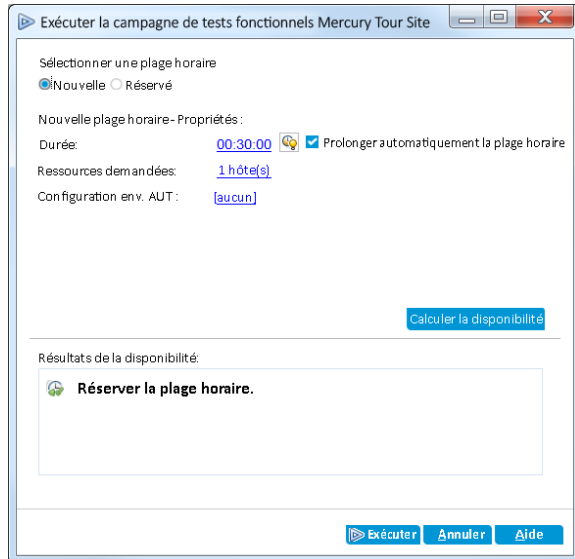 Exécuter la campagne de tests fonctionnels Mercury Tour Site
Sélectionner une plage horaire
Nouvelle Réservé
Nouvelle plage horaire- Propriétés :
Durée: 00:30:00 Prolonger automatiquement la plage horaire
Ressources demandées: 1 hôte(s)
Configuration env. AUT : [aucun]
Calculer la disponibilité
Résultats de la disponibilité:
Réserver la plage horaire.
Exécuter Annuler Aide